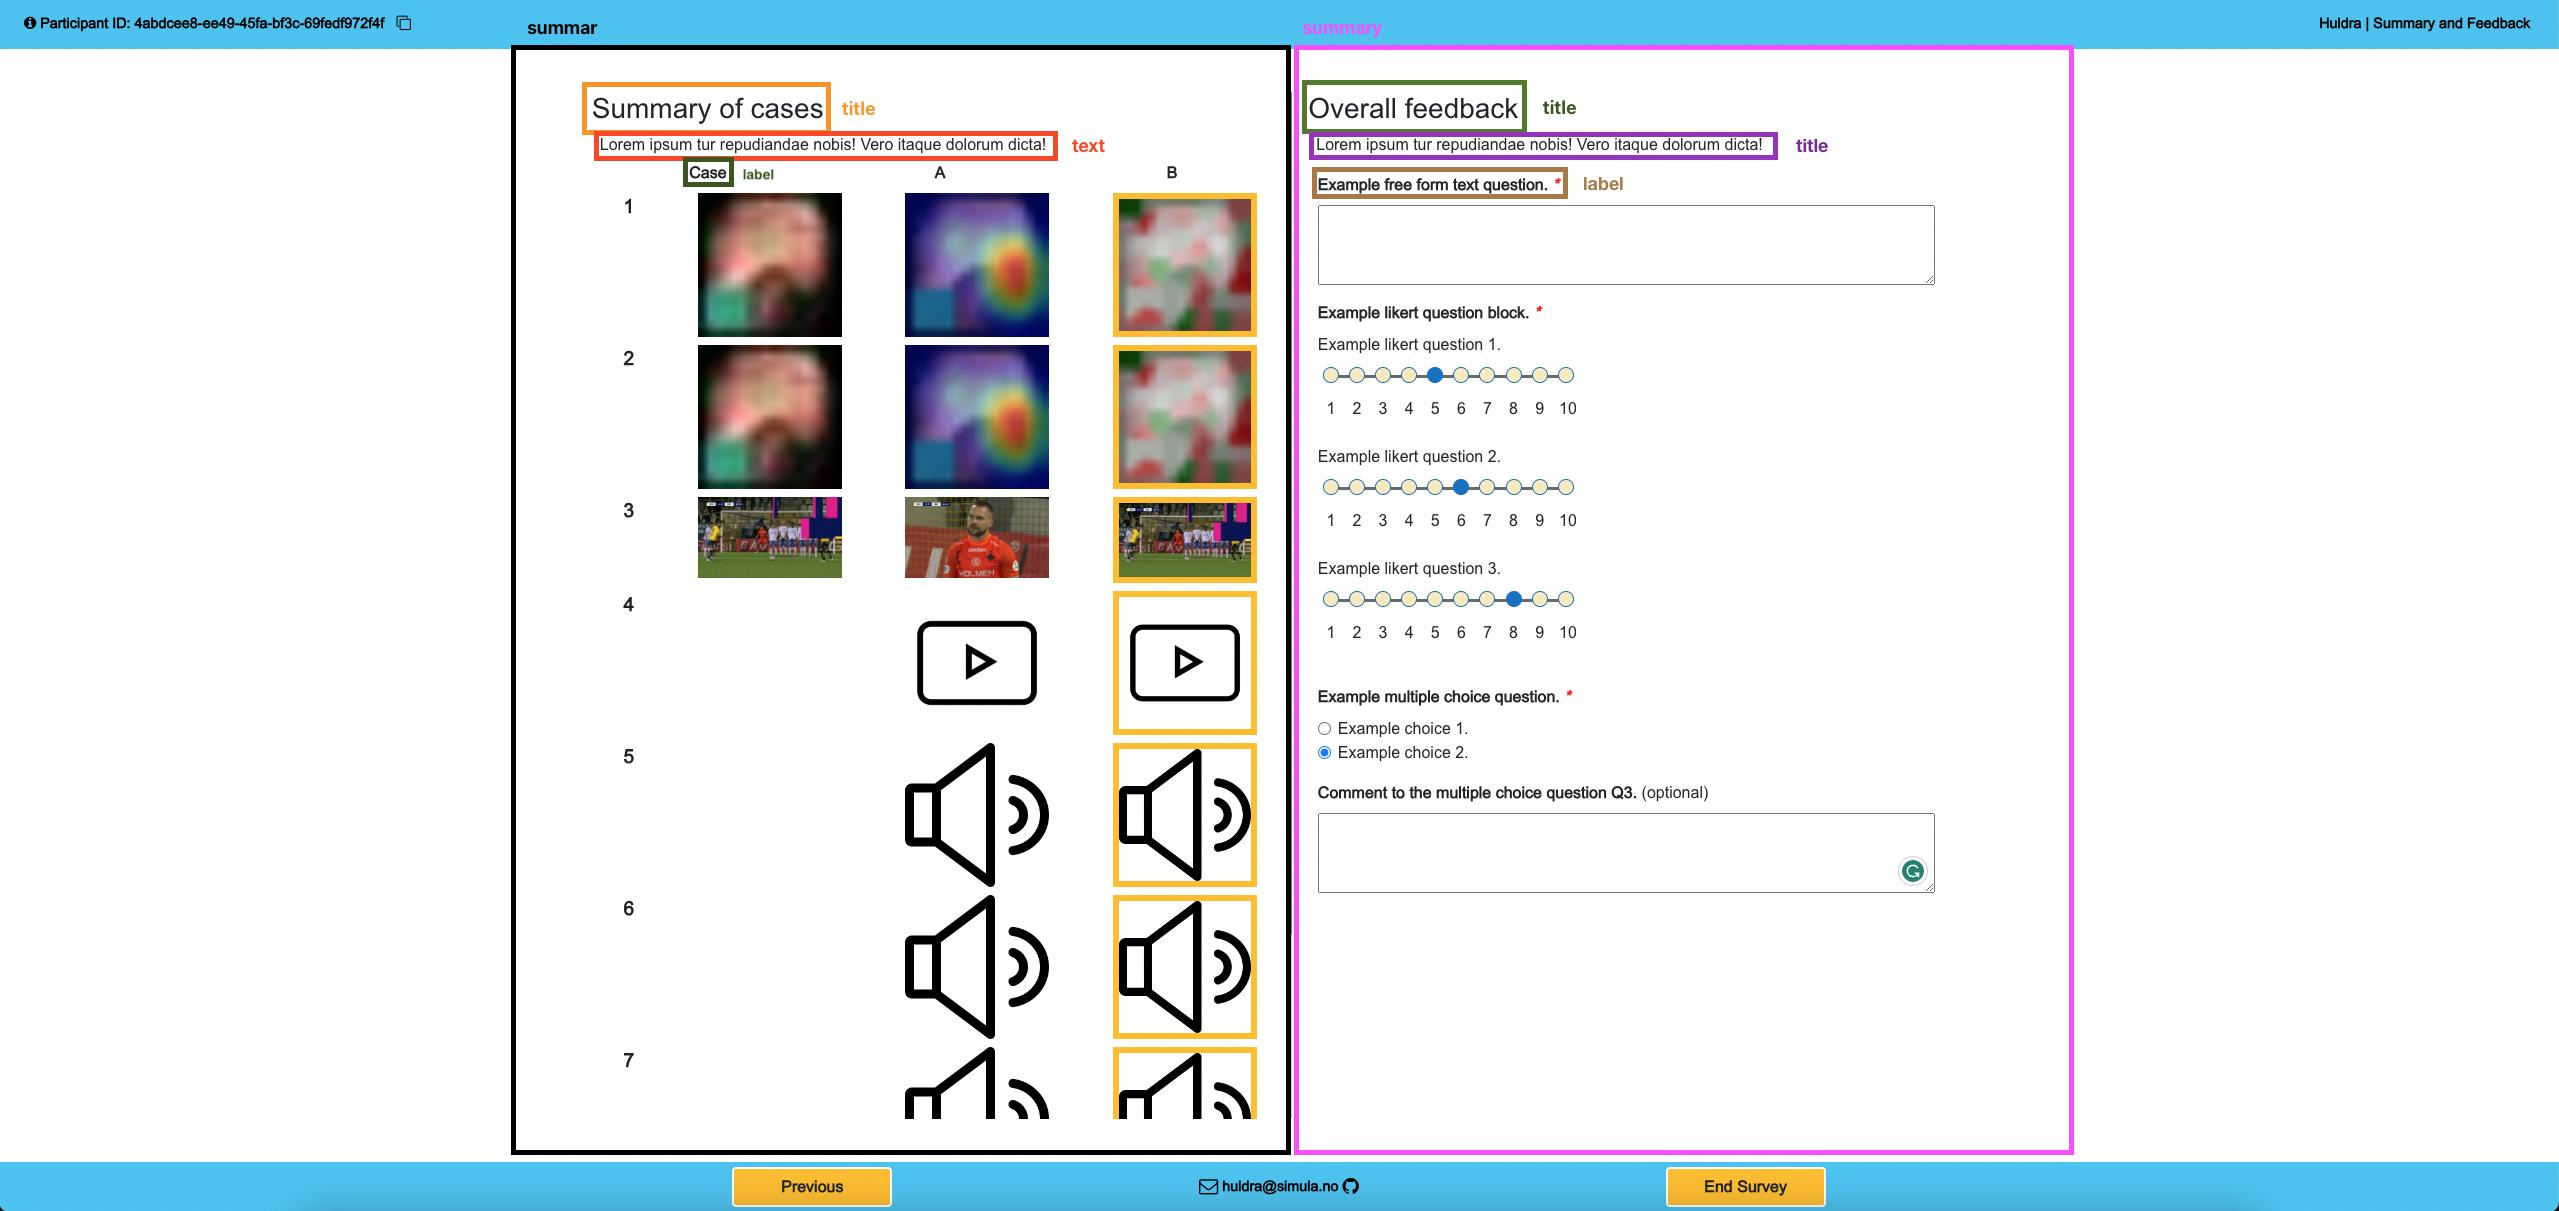 Participant ID: 4abdcee8-ee49-45fa-bf3c-69fedf972f4f
summar
summary
Huldra | Summary and Feedback
Summary of cases
title
Lorem ipsum tur repudiandae nobis! Vero itaque dolorum dicta!
text
Case
label
A
B
1
2
3
HOLMEN
4
5
6
7
Overall feedback
title
Lorem ipsum tur repudiandae nobis! Vero itaque dolorum dicta!
title
Example free form text question. *
label
Example likert question block. *
Example likert question 1.
1 2 3 4 5 6 7 8 9 10
Example likert question 2.
1 2 3 4 5 6 7 8 9 10
Example likert question 3.
1 2 3 4 5 6 7 8 9 10
Example multiple choice question. *
Example choice 1.
Example choice 2.
Comment to the multiple choice question Q3. (optional)
Previous
huldra@simula.no
End Survey